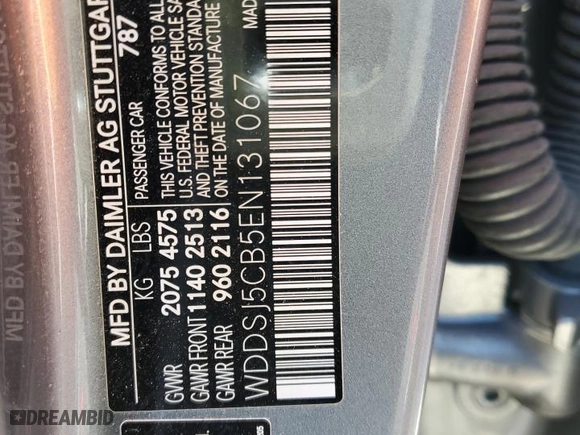 MFD BY DAIMLER AG STUTTGAR
787
KG LBS PASSENGER CAR
GVWR 2075 4575 THIS VEHICLE CONFORMS TO ALL
GAWR FRONT 1140 2513 U.S. FEDERAL MOTOR VEHICLE SA
GAWR REAR 960 2116 AND THEFT PREVENTION STANDA
ON DATE OF MANUFACTURE
WDDSJ5CB5EN131067
MAD
DREAMBID